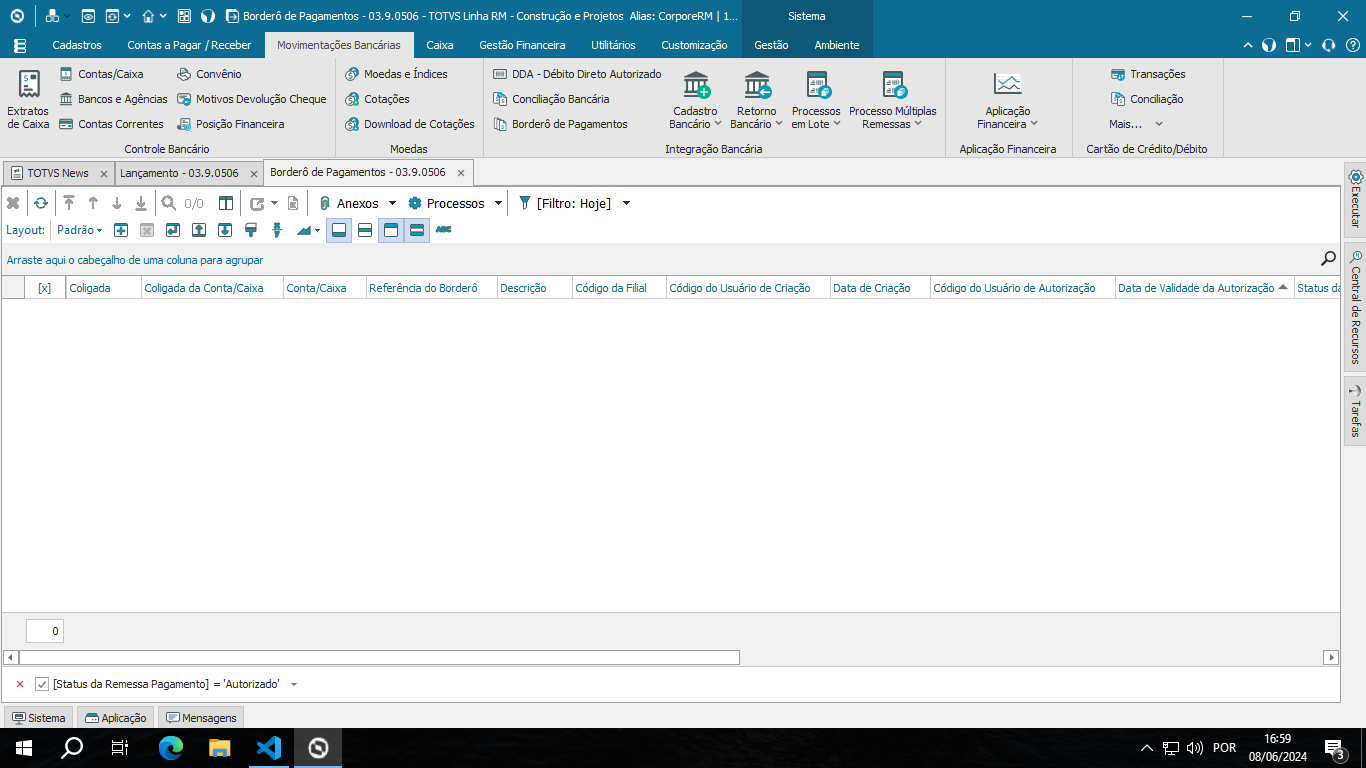 Borderô de Pagamentos - 03.9.0506 - TOTVS Linha RM - Construção e Projetos Alias: CorporeRM | 1...
Sistema
Cadastros Contas a Pagar / Receber Movimentações Bancárias Caixa Gestão Financeira Utilitários Customização Gestão Ambiente
Extratos de Caixa
Contas/Caixa
Bancos e Agências
Contas Correntes
Convênio
Motivos Devolução Cheque
Posição Financeira
Controle Bancário
Moedas e Índices
Cotações
Download de Cotações
Moedas
DDA - Débito Direto Autorizado
Conciliação Bancária
Borderô de Pagamentos
Cadastro Bancário
Retorno Bancário
Processos em Lote
Processo Múltiplas Remessas
Integração Bancária
Aplicação Financeira
Aplicação Financeira
Transações
Conciliação
Mais...
Cartão de Crédito/Débito
TOTVS News
Lançamento - 03.9.0506
Borderô de Pagamentos - 03.9.0506
0/0 Anexos Processos [Filtro: Hoje]
Layout: Padrão ABC
Arraste aqui o cabeçalho de uma coluna para agrupar
[x] Coligada Coligada da Conta/Caixa Conta/Caixa Referência do Borderô Descrição Código da Filial Código do Usuário de Criação Data de Criação Código do Usuário de Autorização Data de Validade da Autorização Status da
0
[Status da Remessa Pagamento] = 'Autorizado'
Executar
Central de Recursos
Tarefas
Sistema Aplicação Mensagens
POR
16:59
08/06/2024
3